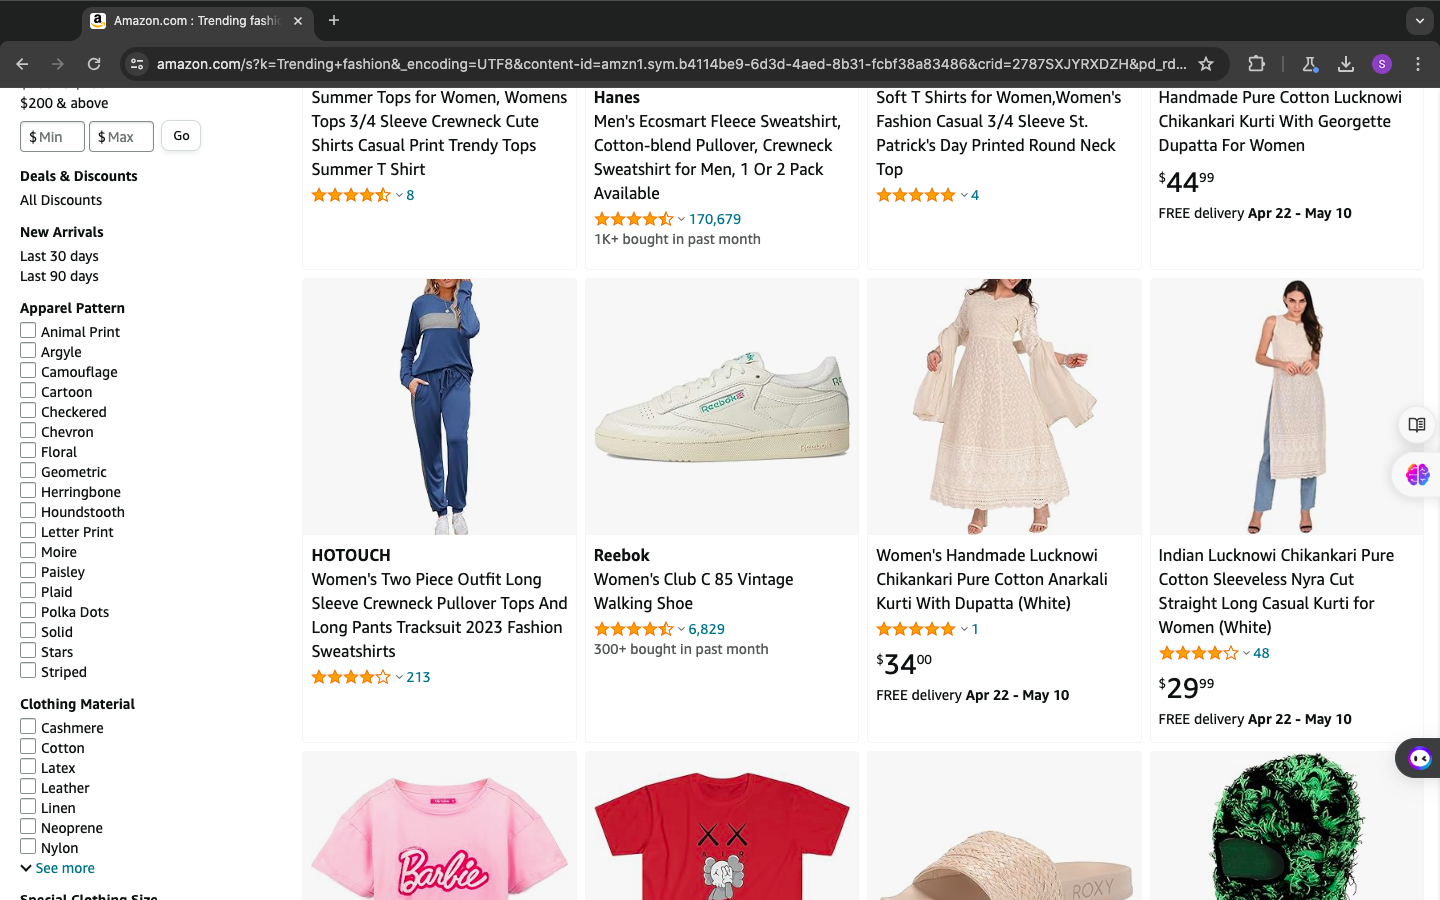 Amazon.com : Trending fashi
amazon.com/s?k=Trending+fashion&_encoding=UTF8&content-id=amzn1.sym.b4114be9-6d3d-4aed-8b31-fcbf38a83486&crid=2787SXJYRXDZH&pd_rd...
S
$200 & above
$ Min
$ Max
Go
Deals & Discounts
All Discounts
New Arrivals
Last 30 days
Last 90 days
Apparel Pattern
Animal Print
Argyle
Camouflage
Cartoon
Checkered
Chevron
Floral
Geometric
Herringbone
Houndstooth
Letter Print
Moire
Paisley
Plaid
Polka Dots
Solid
Stars
Striped
Clothing Material
Cashmere
Cotton
Latex
Leather
Linen
Neoprene
Nylon
See more
Special Clothing Size
Summer Tops for Women, Womens
Tops 3/4 Sleeve Crewneck Cute
Shirts Casual Print Trendy Tops
Summer T Shirt
8
Hanes
Men's Ecosmart Fleece Sweatshirt,
Cotton-blend Pullover, Crewneck
Sweatshirt for Men, 1 Or 2 Pack
Available
170,679
1K+ bought in past month
Soft T Shirts for Women,Women's
Fashion Casual 3/4 Sleeve St.
Patrick's Day Printed Round Neck
Top
4
Handmade Pure Cotton Lucknowi
Chikankari Kurti With Georgette
Dupatta For Women
$44 99
FREE delivery Apr 22 - May 10
HOTOUCH
Women's Two Piece Outfit Long
Sleeve Crewneck Pullover Tops And
Long Pants Tracksuit 2023 Fashion
Sweatshirts
213
Reebok
Reebok
Reebok
Women's Club C 85 Vintage
Walking Shoe
6,829
300+ bought in past month
Women's Handmade Lucknowi
Chikankari Pure Cotton Anarkali
Kurti With Dupatta (White)
1
$34 00
FREE delivery Apr 22 - May 10
Indian Lucknowi Chikankari Pure
Cotton Sleeveless Nyra Cut
Straight Long Casual Kurti for
Women (White)
48
$29 99
FREE delivery Apr 22 - May 10
Barbie
XX
ROXY